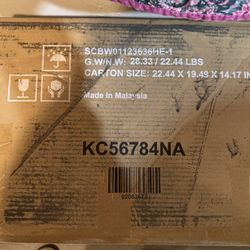 SCBW01123636HE-1
G.W/N.W: 28.33 / 22.44 LBS
CARTON SIZE: 22.44 X 19.49 X 14.17 IN
Made In Malaysia
KC56784NA